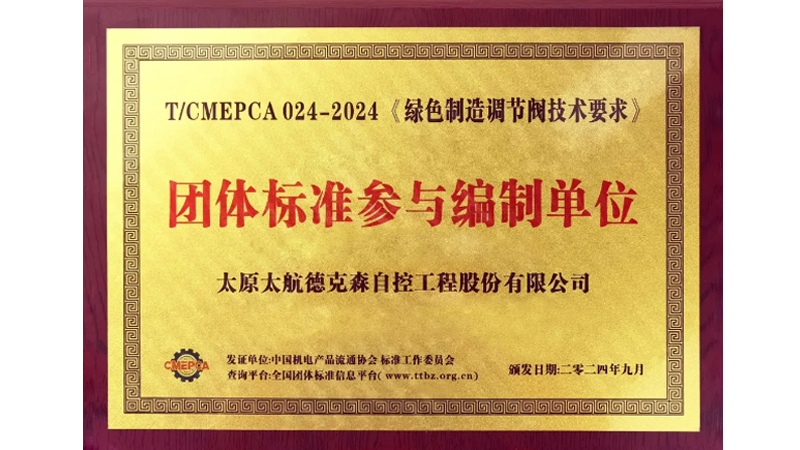 T/CMEPCA 024-2024《绿色制造调节阀技术要求》
团体标准参与编制单位
太原太航德克森自控工程股份有限公司
CMEPCA
发证单位:中国机电产品流通协会 标准工作委员会
查询平台:全国团体标准信息平台( www.ttbz.org.cn)
颁发日期:二零二四年九月